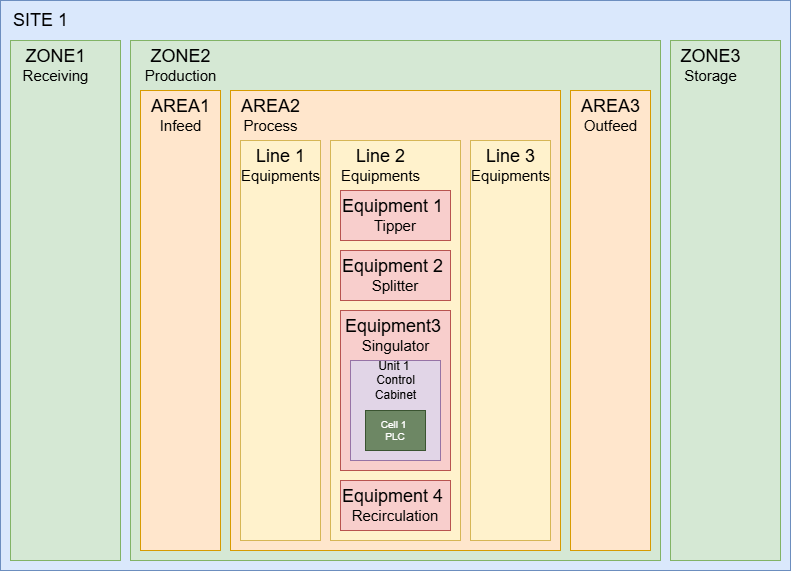 SITE 1
ZONE1
Receiving
ZONE2
Production
AREA1
Infeed
AREA2
Process
Line 1
Equipments
Line 2
Equipments
Equipment 1
Tipper
Equipment 2
Splitter
Equipment3
Singulator
Unit 1
Control
Cabinet
Cell 1
PLC
Equipment 4
Recirculation
Line 3
Equipments
AREA3
Outfeed
ZONE3
Storage